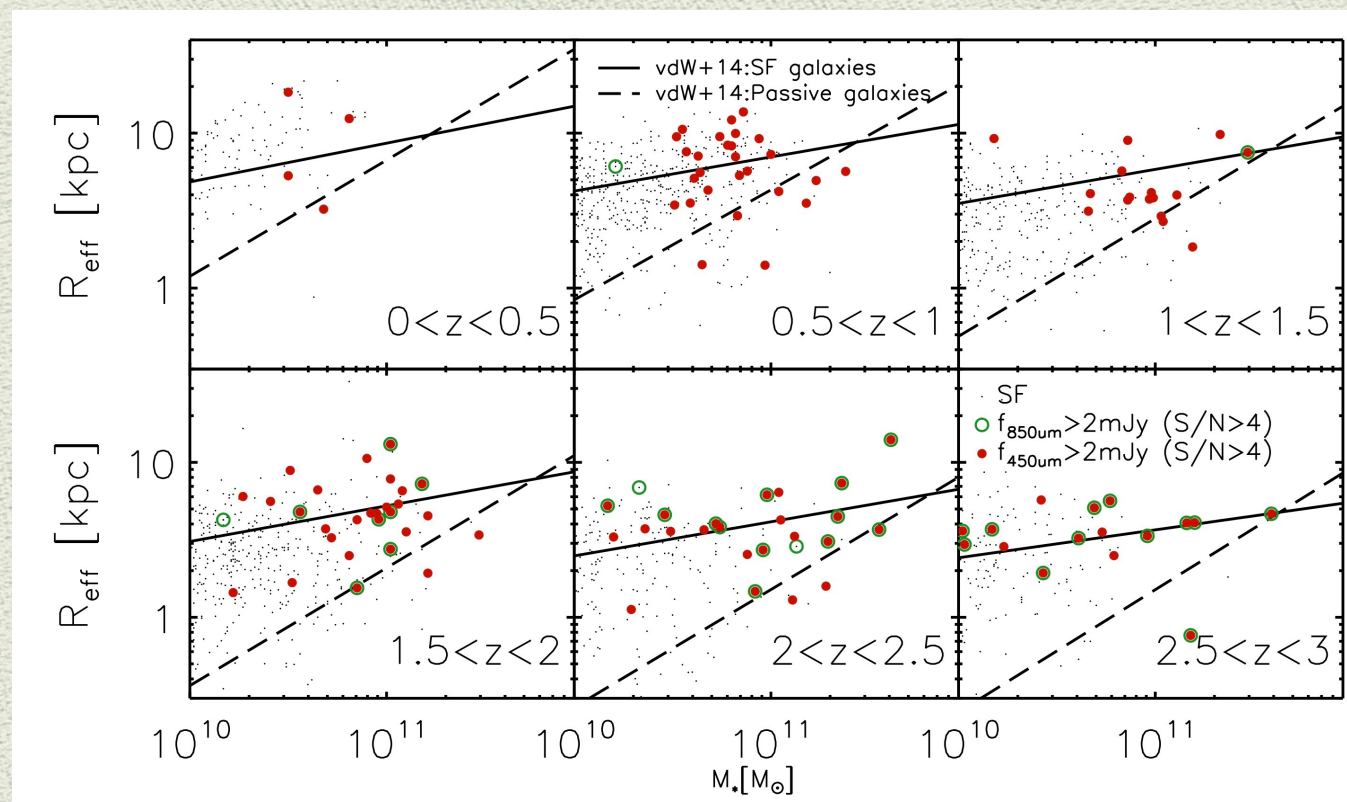 vdW+14:SF galaxies
vdW+14:Passive galaxies
R_eff [kpc]
10
1
0<z<0.5
0.5<z<1
1<z<1.5
SF
f_850um>2mJy (S/N>4)
f_450um>2mJy (S/N>4)
R_eff [kpc]
10
1
1.5<z<2
2<z<2.5
2.5<z<3
10^10 10^11 10^10 10^11 10^10 10^11
M_*[M_⊙]